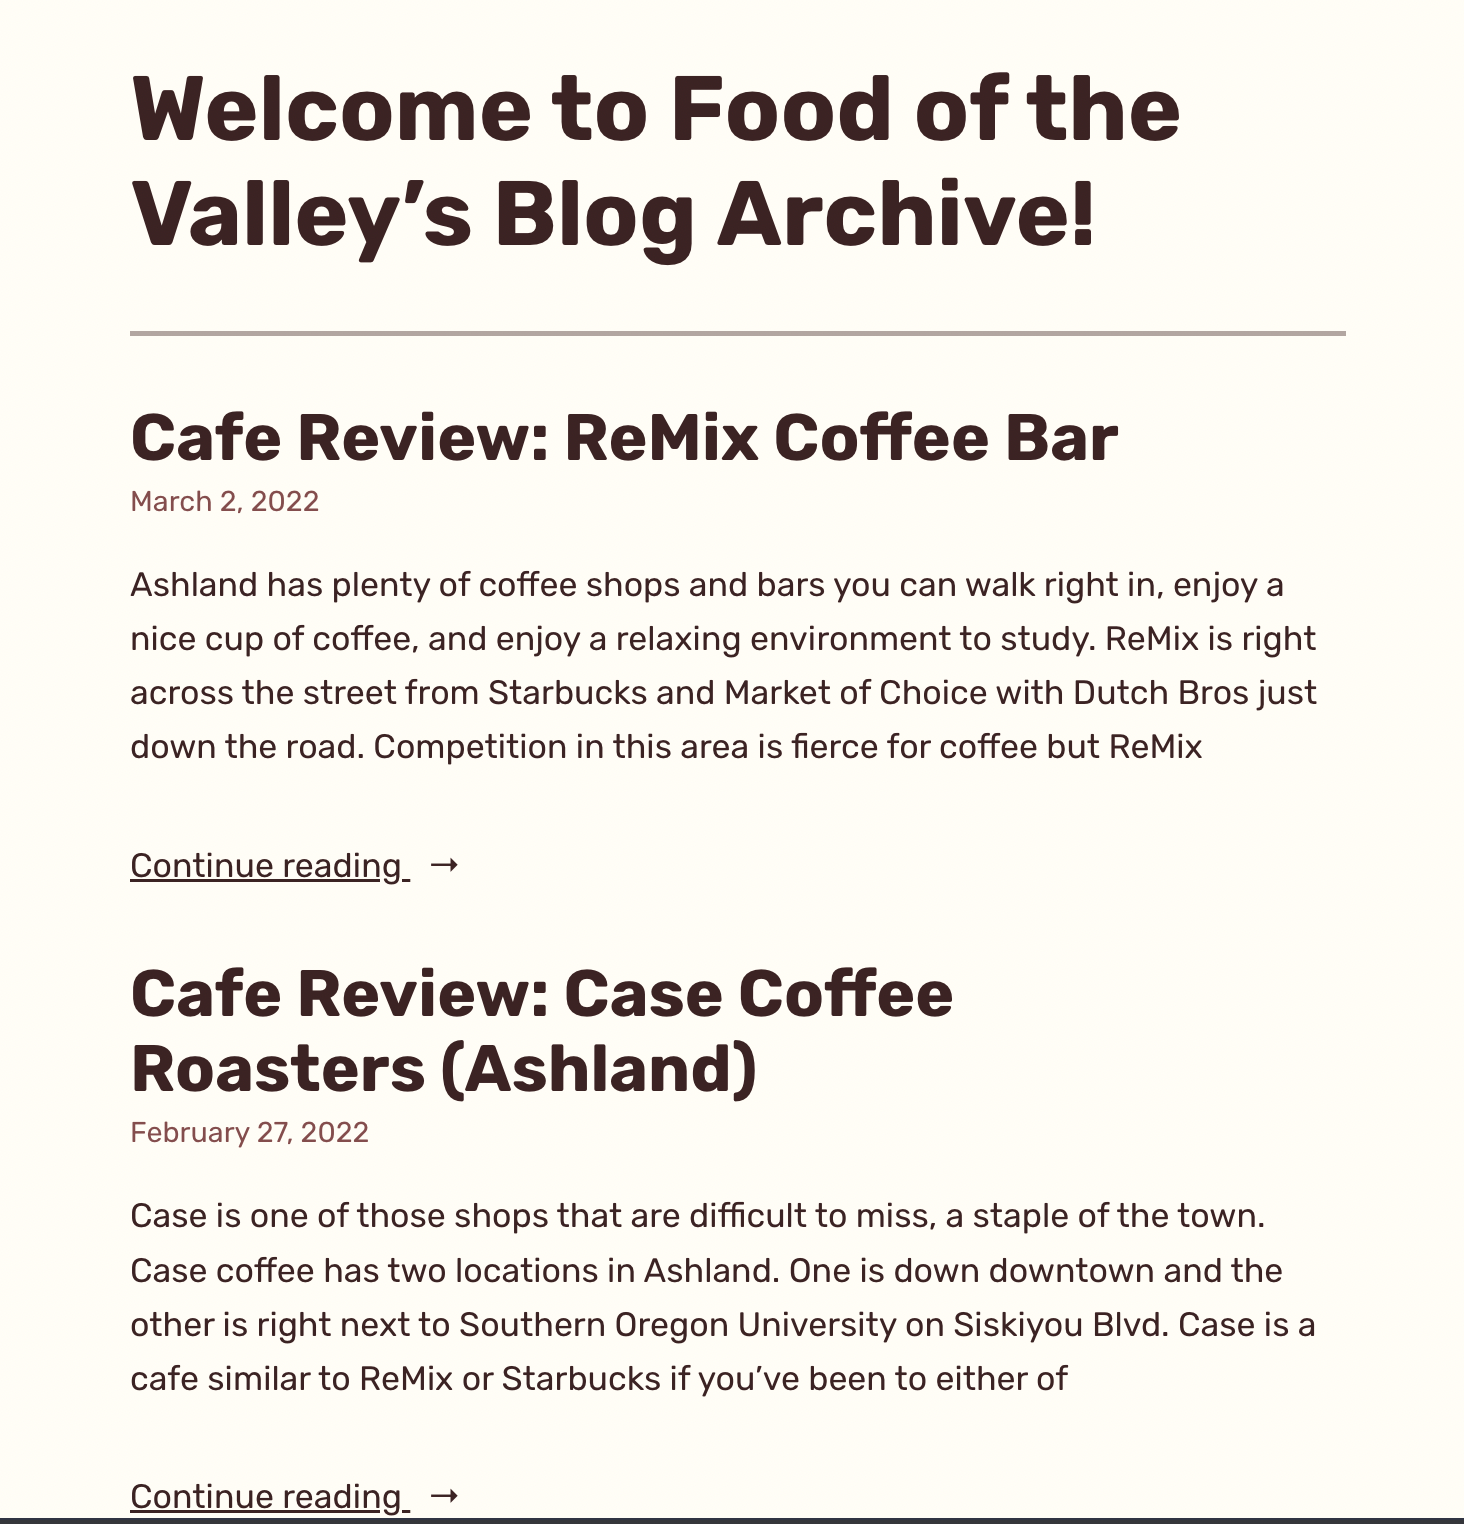 Welcome to Food of the
Valley’s Blog Archive!
Cafe Review: ReMix Coffee Bar
March 2, 2022
Ashland has plenty of coffee shops and bars you can walk right in, enjoy a
nice cup of coffee, and enjoy a relaxing environment to study. ReMix is right
across the street from Starbucks and Market of Choice with Dutch Bros just
down the road. Competition in this area is fierce for coffee but ReMix
Continue reading →
Cafe Review: Case Coffee
Roasters (Ashland)
February 27, 2022
Case is one of those shops that are difficult to miss, a staple of the town.
Case coffee has two locations in Ashland. One is down downtown and the
other is right next to Southern Oregon University on Siskiyou Blvd. Case is a
cafe similar to ReMix or Starbucks if you’ve been to either of
Continue reading →